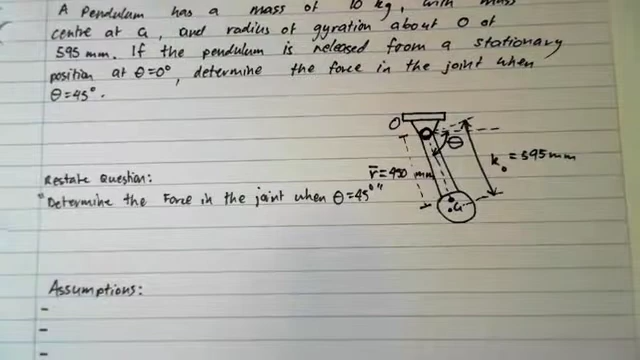 A Pendulum has a mass of 10 kg, with mass
centre at G, and radius of gyration about O of
595 mm. If the pendulum is released from a stationary
position at θ=0°, determine the force in the joint when
θ=45°.
O
θ
r̄=450 mm
k₀=595mm
G
Restate Question:
"Determine the Force in the joint when θ=45°"
Assumptions:
-
-
-